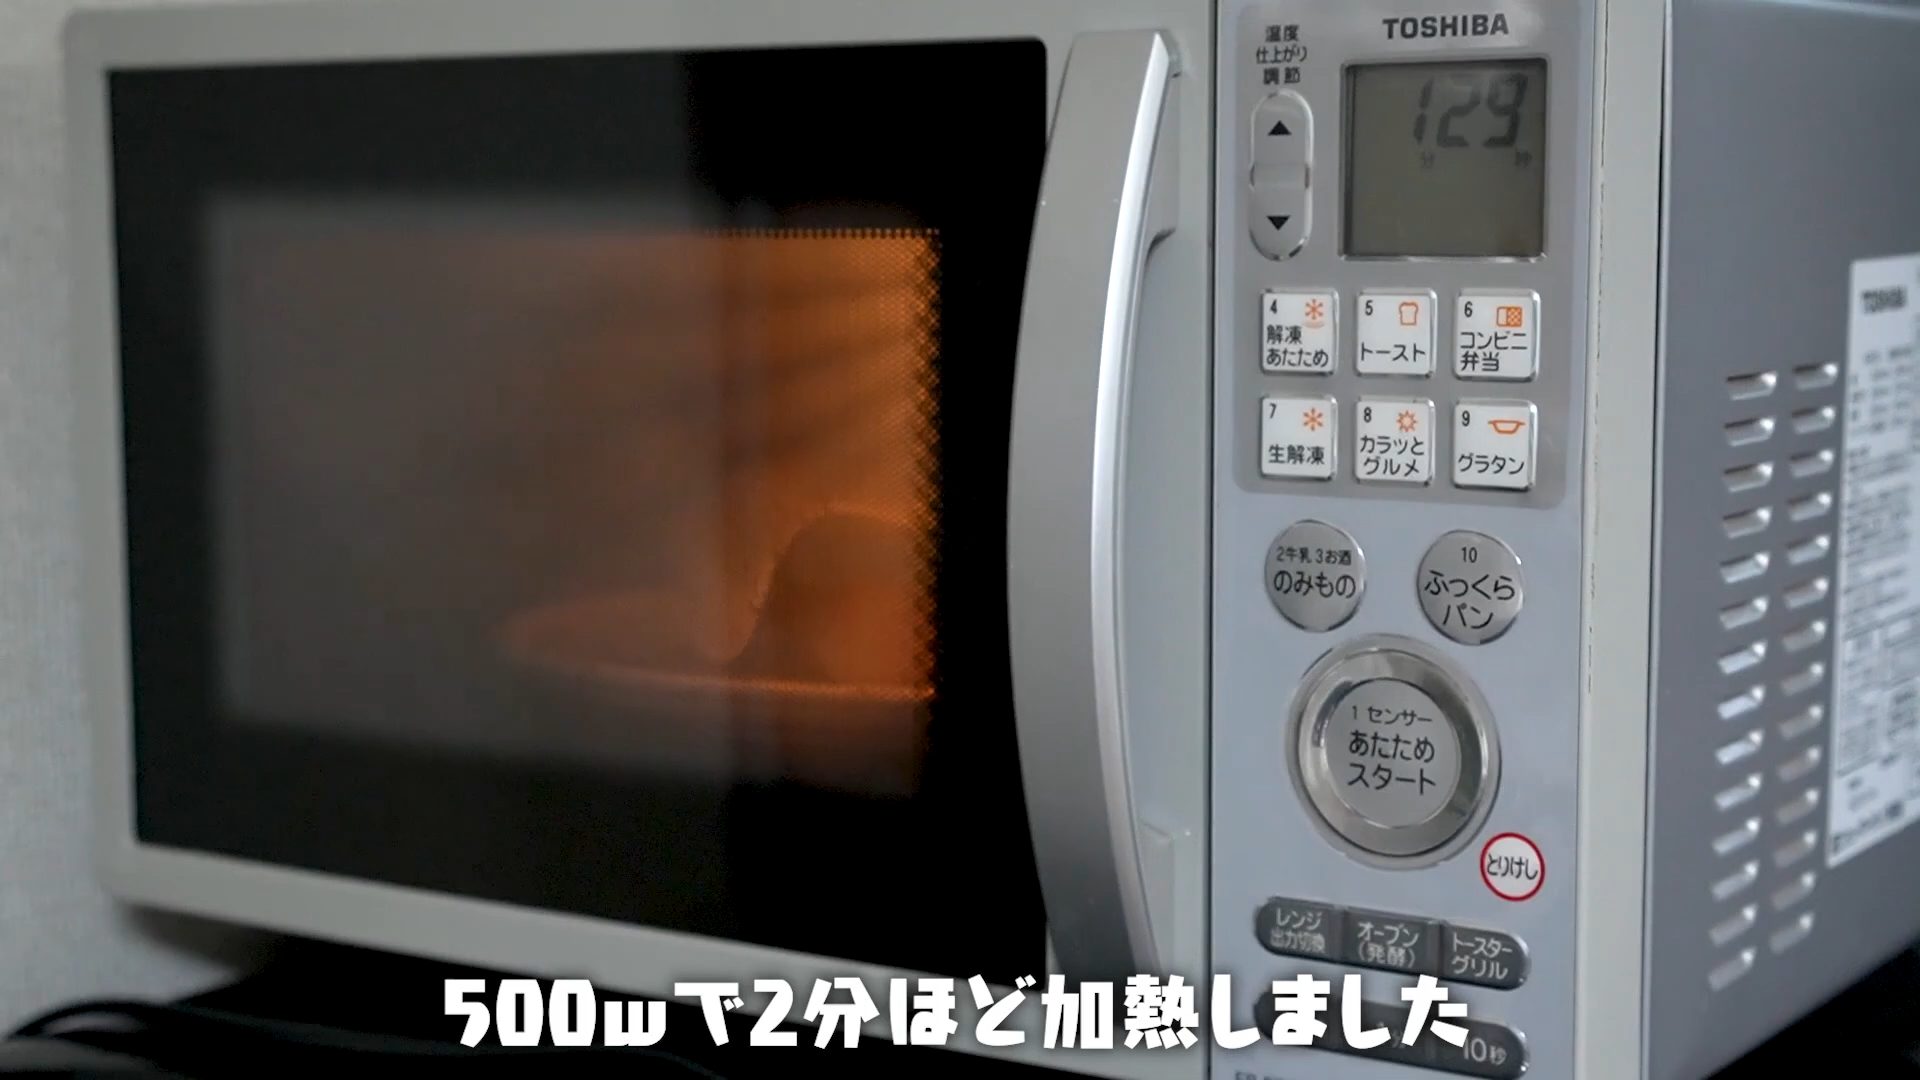 TOSHIBA
温度
仕上がり
調節
129
分 秒
4
解凍
あたため
5
トースト
6
コンビニ
弁当
7
生解凍
8
カラッと
グルメ
9
グラタン
2牛乳 3お酒
のみもの
10
ふっくら
パン
1 センサー
あたため
スタート
とりけし
レンジ
出力切換
オーブン
(発酵)
トースター
グリル
10秒
TOSHIBA
500wで2分ほど加熱しました